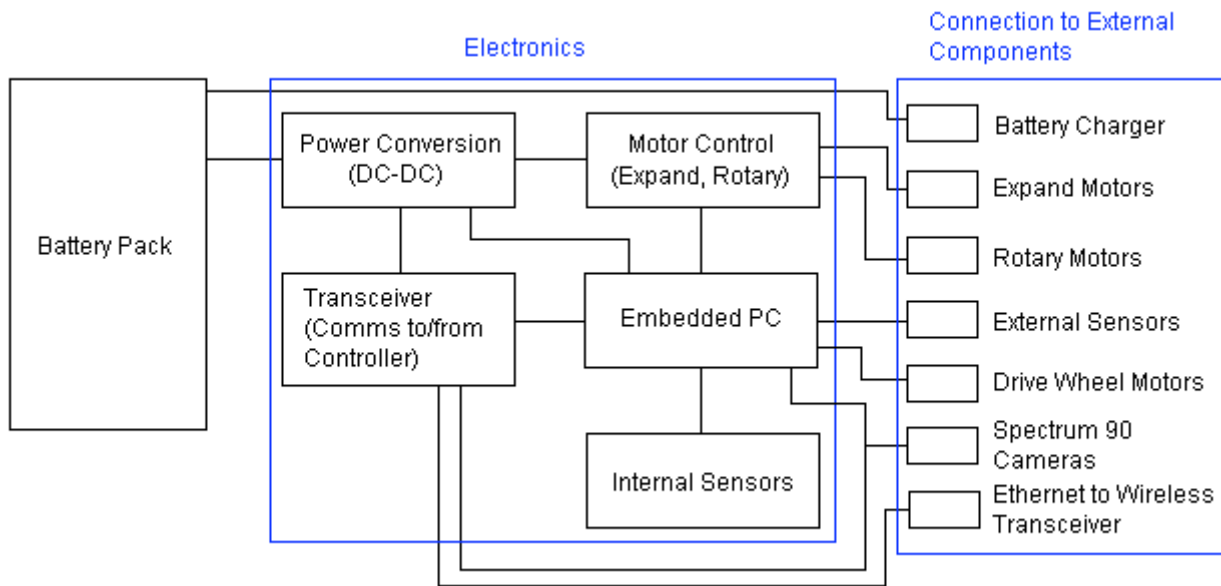 Connection to External
Components
Electronics
Battery Pack
Power Conversion
(DC-DC)
Motor Control
(Expand, Rotary)
Transceiver
(Comms to/from
Controller)
Embedded PC
Internal Sensors
Battery Charger
Expand Motors
Rotary Motors
External Sensors
Drive Wheel Motors
Spectrum 90
Cameras
Ethernet to Wireless
Transceiver